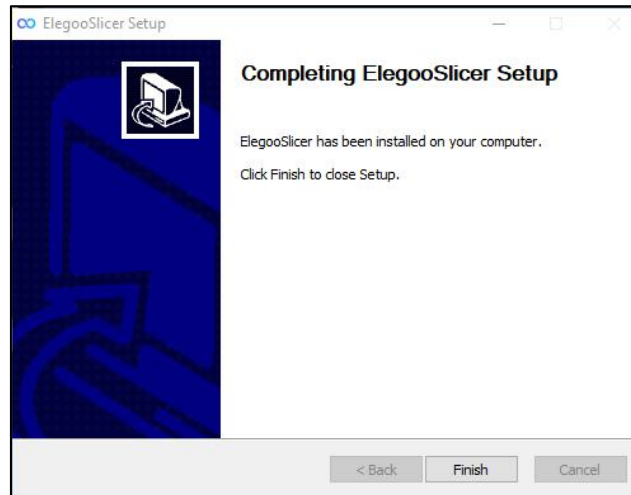 ElegooSlicer Setup
Completing ElegooSlicer Setup
ElegooSlicer has been installed on your computer.
Click Finish to close Setup.
< Back Finish Cancel